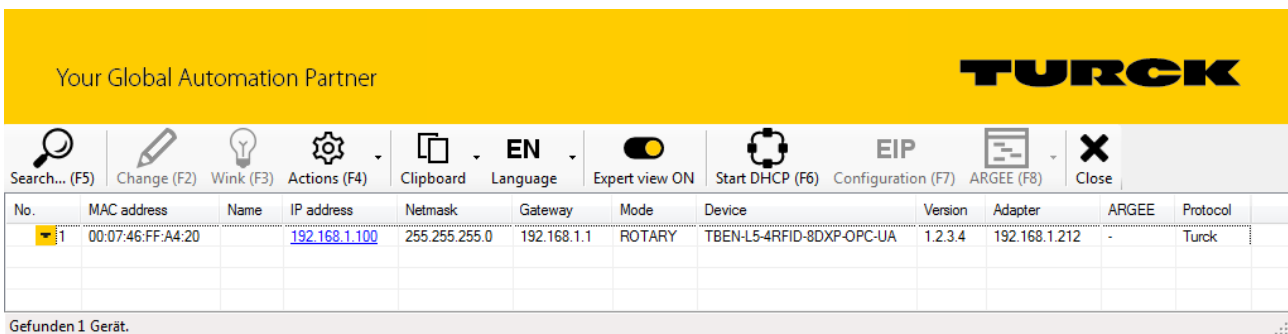 Your Global Automation Partner
TURCK
EN EIP
Search... (F5) Change (F2) Wink (F3) Actions (F4) Clipboard Language Expert view ON Start DHCP (F6) Configuration (F7) ARGEE (F8) Close
No. MAC address Name IP address Netmask Gateway Mode Device Version Adapter ARGEE Protocol
1 00:07:46:FF:A4:20 192.168.1.100 255.255.255.0 192.168.1.1 ROTARY TBEN-L5-4RFID-8DXP-OPC-UA 1.2.3.4 192.168.1.212 - Turck
Gefunden 1 Gerät.